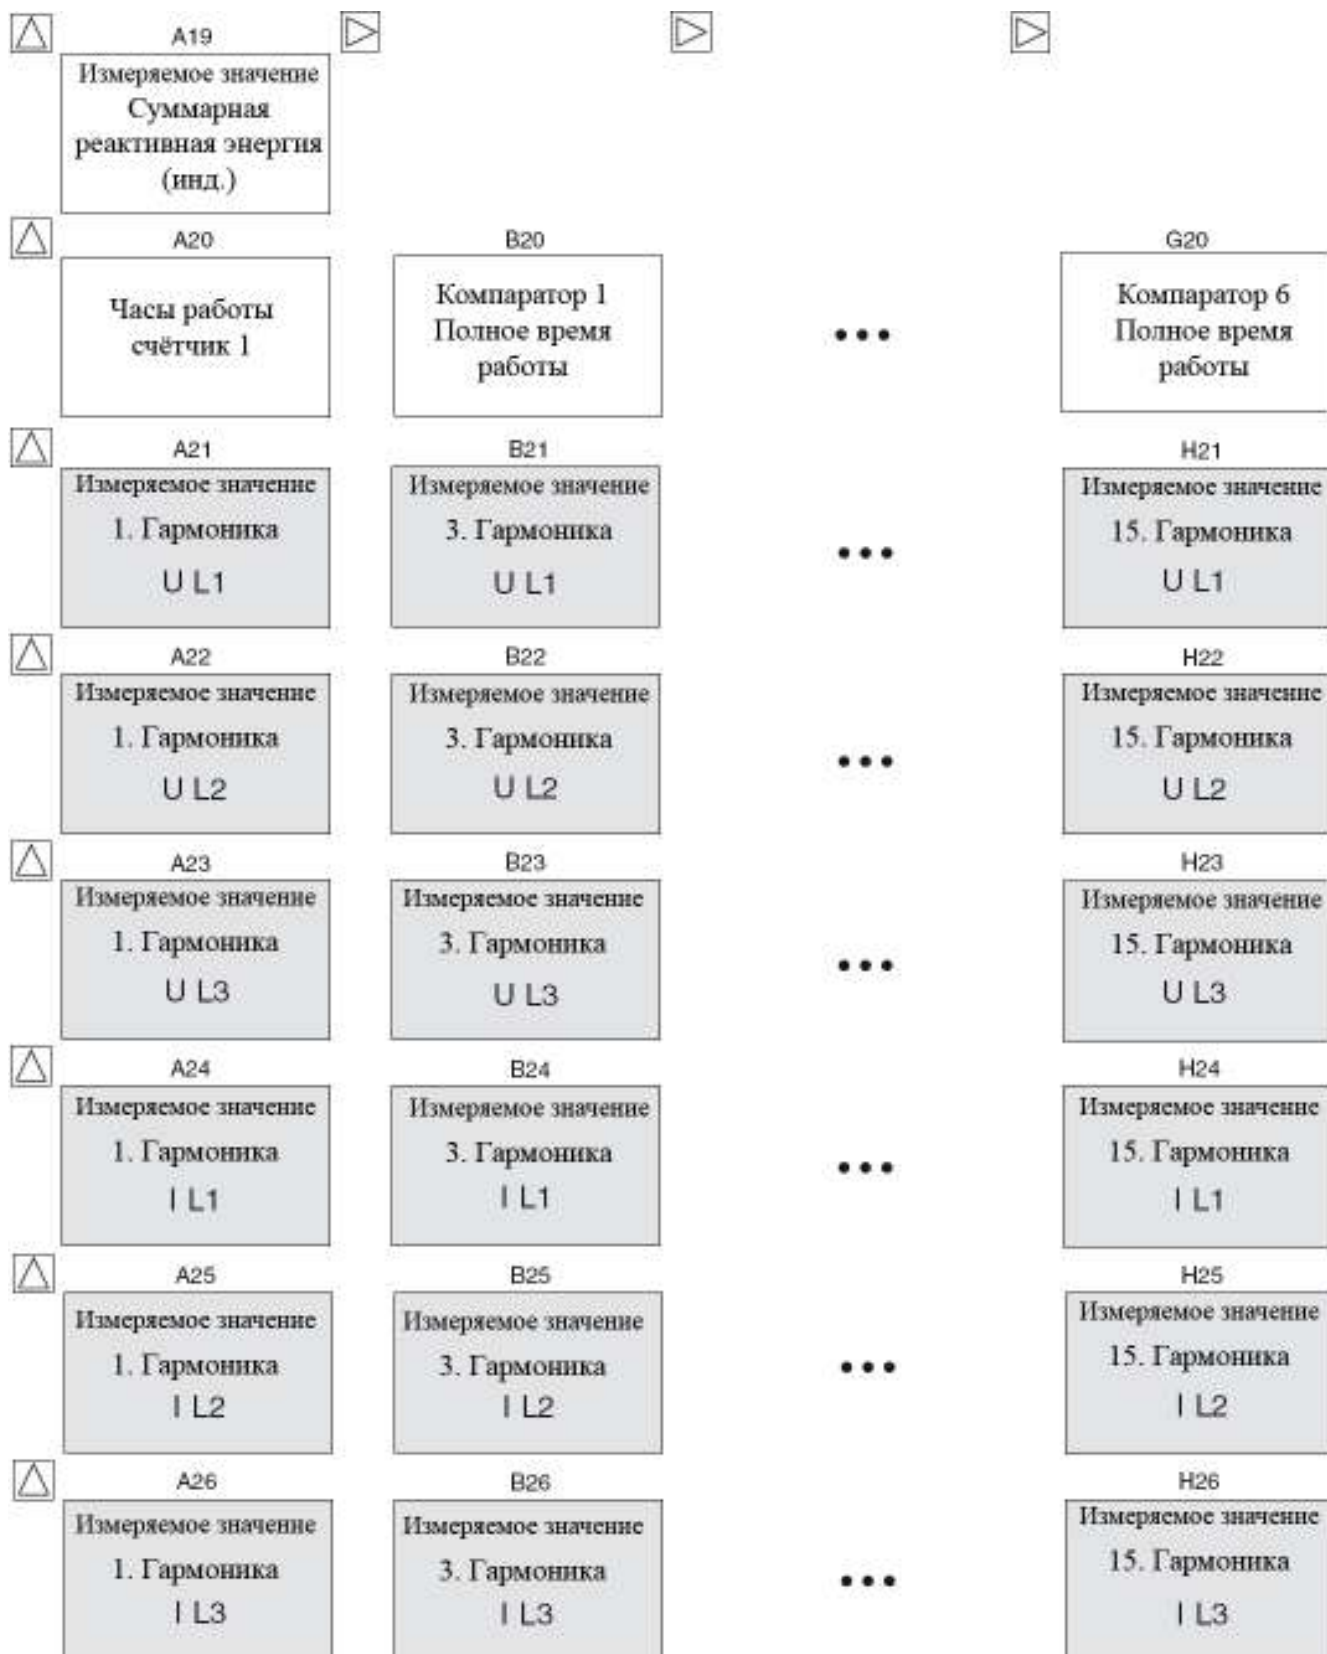 A19
Измеряемое значение
Суммарная
реактивная энергия
(инд.)
A20
Часы работы
счётчик 1
B20
Компаратор 1
Полное время
работы
G20
Компаратор 6
Полное время
работы
A21
Измеряемое значение
1. Гармоника
U L1
B21
Измеряемое значение
3. Гармоника
U L1
H21
Измеряемое значение
15. Гармоника
U L1
A22
Измеряемое значение
1. Гармоника
U L2
B22
Измеряемое значение
3. Гармоника
U L2
H22
Измеряемое значение
15. Гармоника
U L2
A23
Измеряемое значение
1. Гармоника
U L3
B23
Измеряемое значение
3. Гармоника
U L3
H23
Измеряемое значение
15. Гармоника
U L3
A24
Измеряемое значение
1. Гармоника
I L1
B24
Измеряемое значение
3. Гармоника
I L1
H24
Измеряемое значение
15. Гармоника
I L1
A25
Измеряемое значение
1. Гармоника
I L2
B25
Измеряемое значение
3. Гармоника
I L2
H25
Измеряемое значение
15. Гармоника
I L2
A26
Измеряемое значение
1. Гармоника
I L3
B26
Измеряемое значение
3. Гармоника
I L3
H26
Измеряемое значение
15. Гармоника
I L3